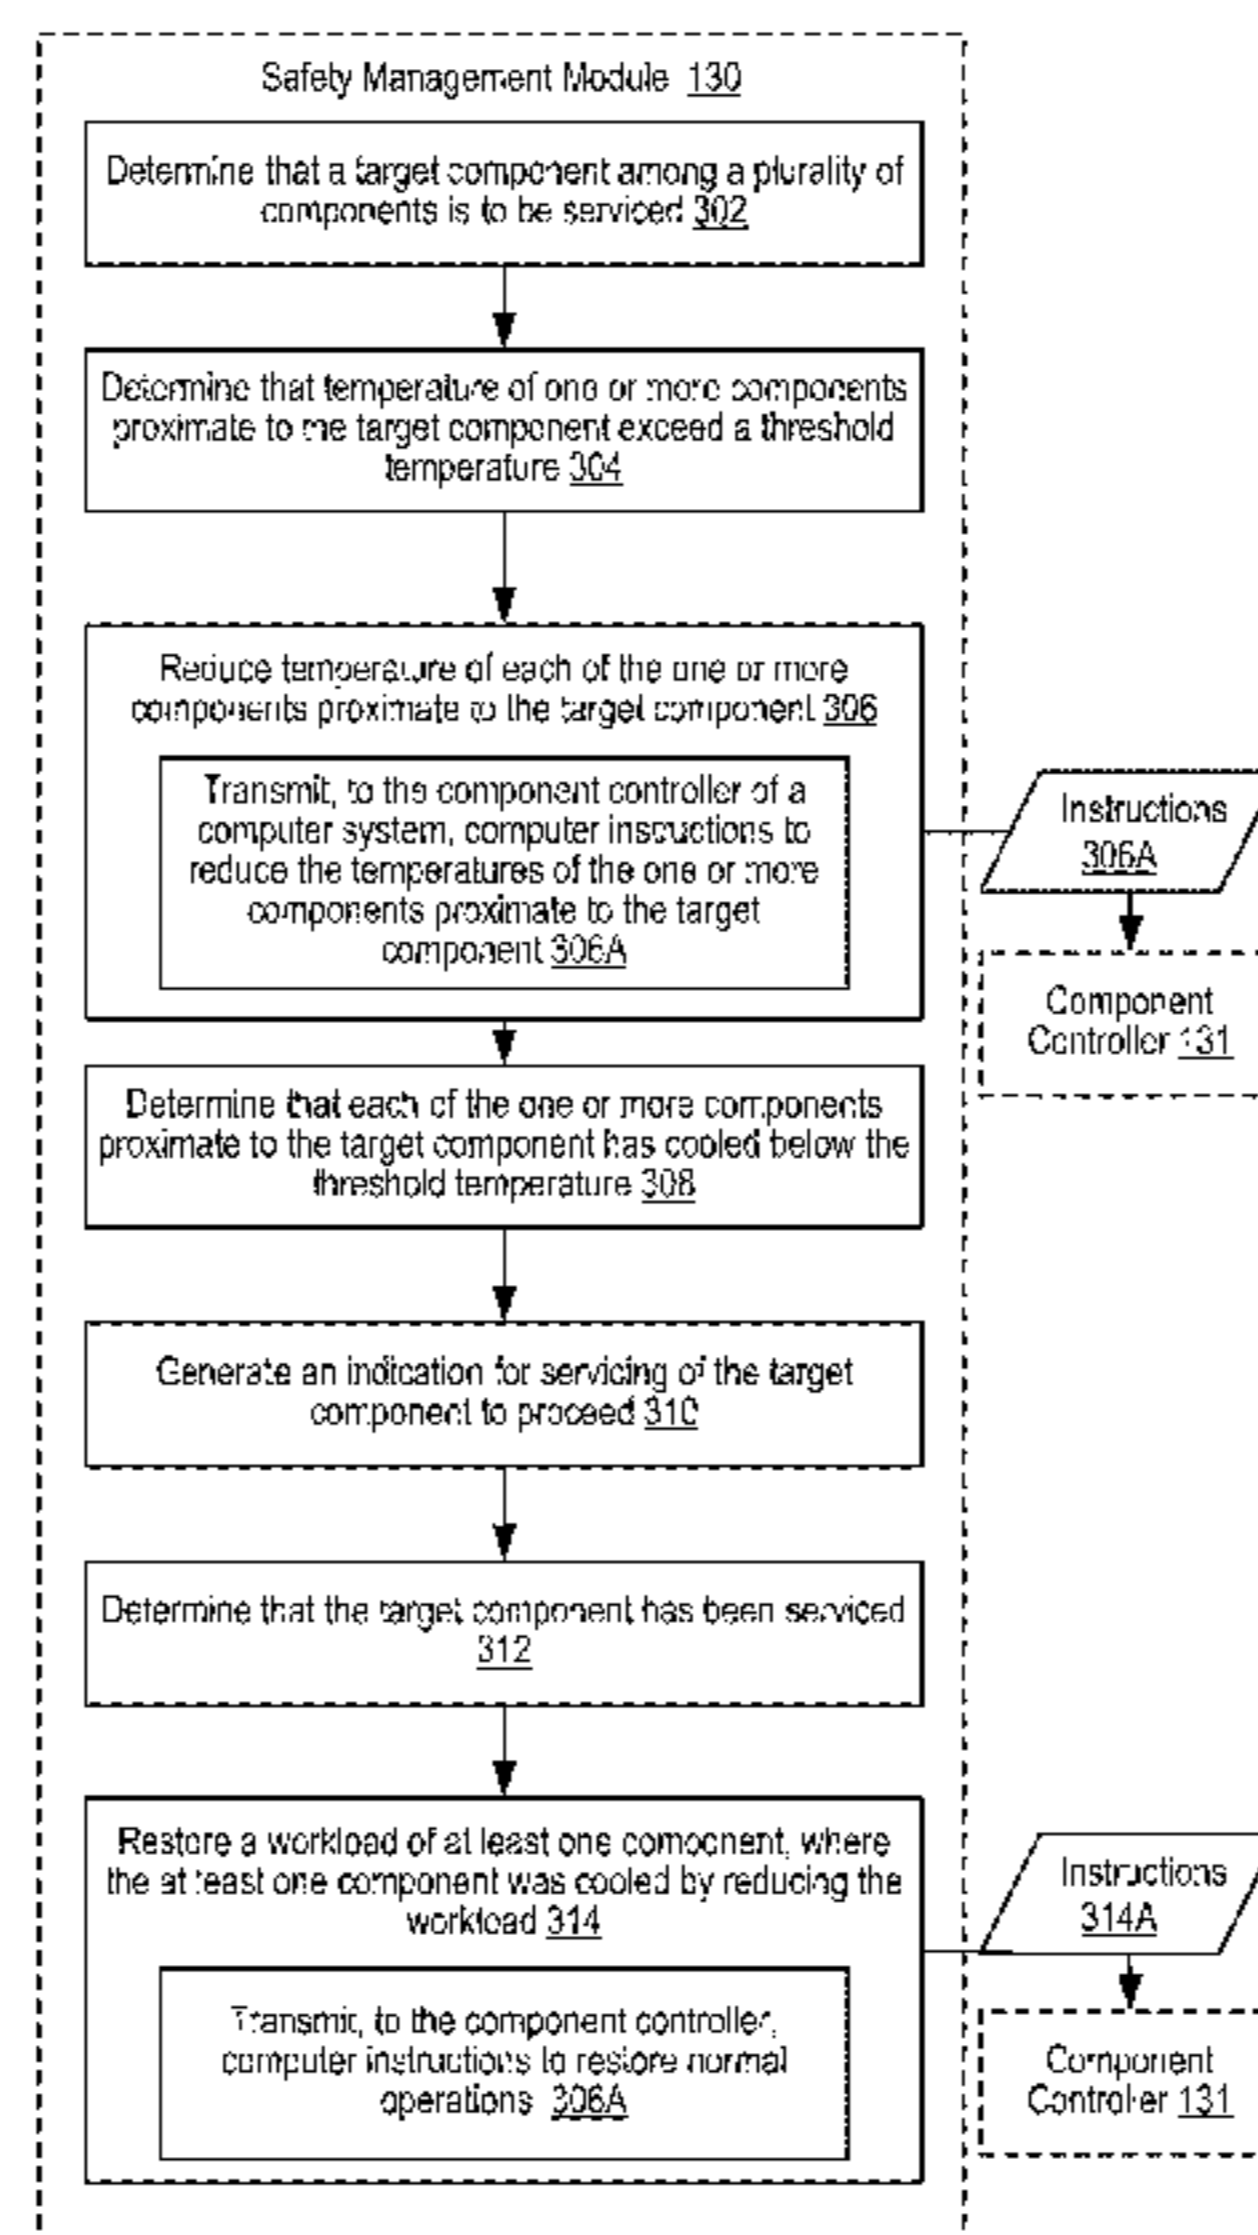 Safety Management Module 130
Determine that a target component among a plurality of
components is to be serviced 302
Determine that temperature of one or more components
proximate to the target component exceed a threshold
temperature 304
Reduce temperature of each of the one or more
components proximate to the target component 306
Transmit, to the component controller of a
computer system, computer instructions to
reduce the temperatures of the one or more
components proximate to the target
component 306A
Instructions
306A
Component
Controller 131
Determine that each of the one or more components
proximate to the target component has cooled below the
threshold temperature 308
Generate an indication for servicing of the target
component to proceed 310
Determine that the target component has been serviced
312
Restore a workload of at least one component, where
the at least one component was cooled by reducing the
workload 314
Transmit, to the component controller,
computer instructions to restore normal
operations 306A
Instructions
314A
Component
Controller 131